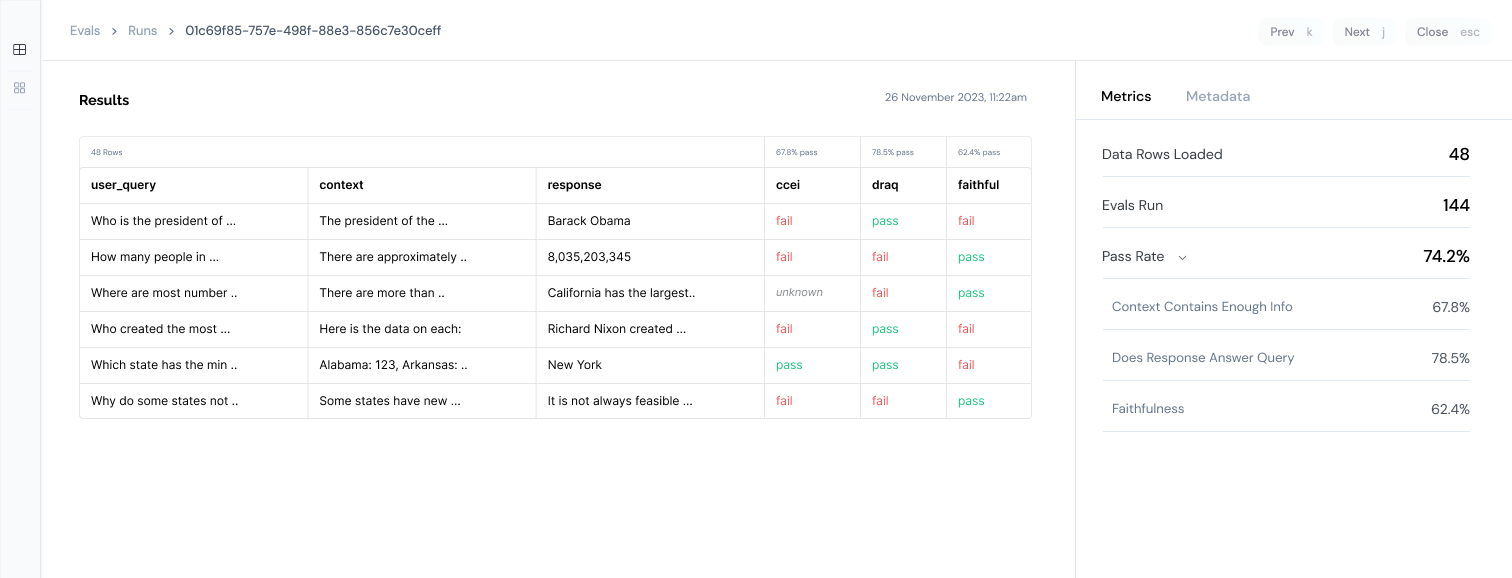 Evals > Runs > 01c69f85-757e-498f-88e3-856c7e30ceff
Prev k Next j Close esc
Results
26 November 2023, 11:22am
48 Rows 67.8% pass 78.5% pass 62.4% pass
user_query context response ccei draq faithful
Who is the president of ... The president of the ... Barack Obama fail pass fail
How many people in ... There are approximately .. 8,035,203,345 fail fail pass
Where are most number .. There are more than .. California has the largest.. unknown fail pass
Who created the most ... Here is the data on each: Richard Nixon created ... fail pass fail
Which state has the min .. Alabama: 123, Arkansas: .. New York pass pass fail
Why do some states not .. Some states have new ... It is not always feasible ... fail fail pass
Metrics Metadata
Data Rows Loaded 48
Evals Run 144
Pass Rate 74.2%
Context Contains Enough Info 67.8%
Does Response Answer Query 78.5%
Faithfulness 62.4%